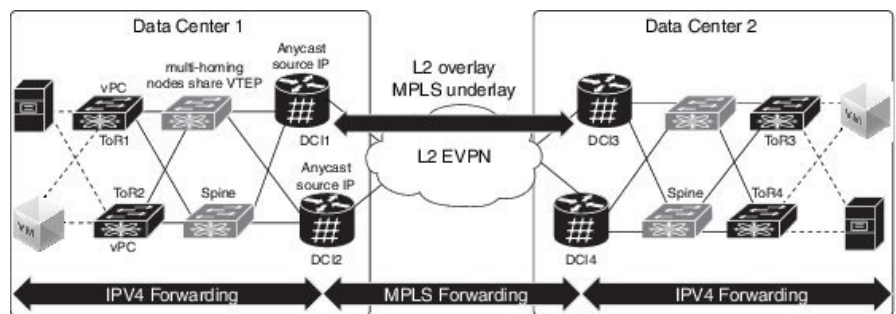 Data Center 1
Data Center 2
Anycast
source IP
multi-homing
nodes share VTEP
vPC
L2 overlay
MPLS underlay
VM
ToR1
DCI1
DCI3
ToR3
L2 EVPN
Anycast
source IP
ToR2
Spine
Spine
ToR4
VM
vPC
DCI2
DCI4
IPV4 Forwarding
MPLS Forwarding
IPV4 Forwarding